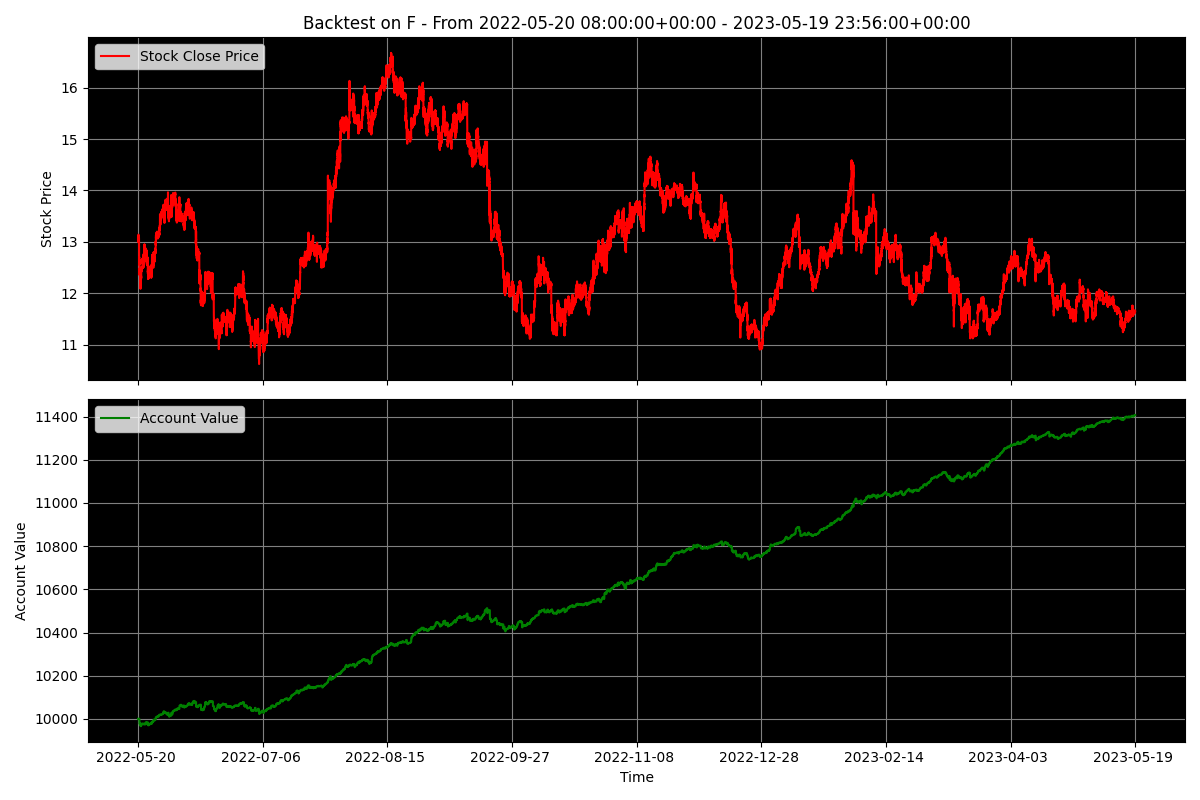 Backtest on F - From 2022-05-20 08:00:00+00:00 - 2023-05-19 23:56:00+00:00
Stock Close Price
16
15
14
13
12
11
Stock Price
Account Value
11400
11200
11000
10800
10600
10400
10200
10000
Account Value
2022-05-20 2022-07-06 2022-08-15 2022-09-27 2022-11-08 2022-12-28 2023-02-14 2023-04-03 2023-05-19
Time